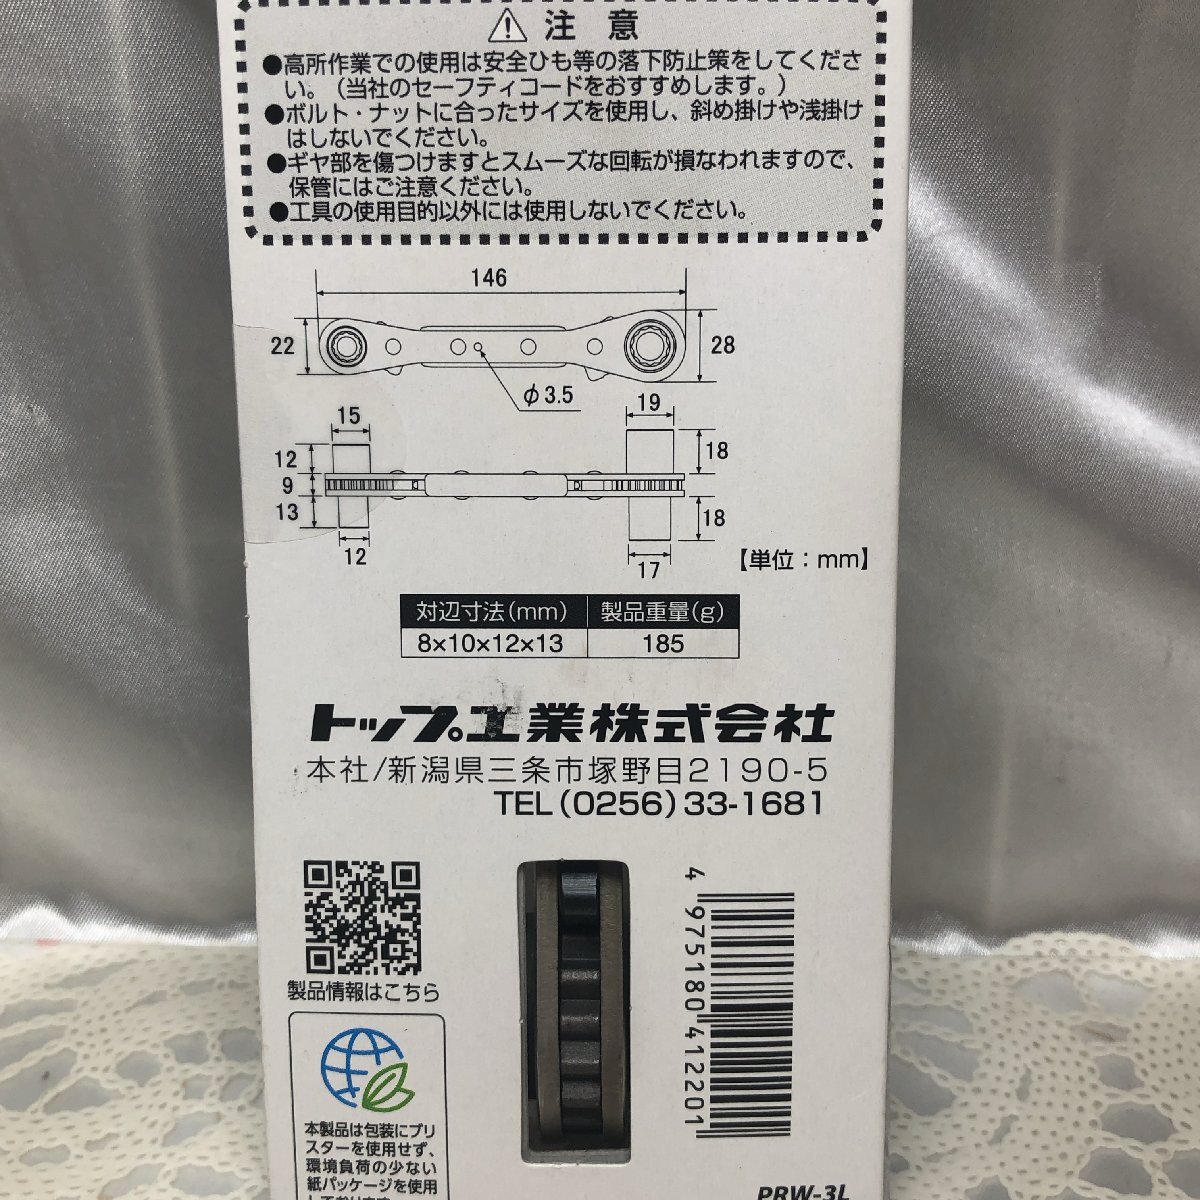 注 意
●高所作業での使用は安全ひも等の落下防止策をしてくださ
い。（当社のセーフティコードをおすすめします。）
●ボルト・ナットに合ったサイズを使用し、斜め掛けや浅掛け
はしないでください。
●ギヤ部を傷つけますとスムーズな回転が損なわれますので、
保管にはご注意ください。
●工具の使用目的以外には使用しないでください。
146
22
28
φ3.5
15
19
12
18
9
13
18
12
17
【単位：mm】
対辺寸法(mm) 製品重量(g)
8×10×12×13 185
トップ工業株式会社
本社/新潟県三条市塚野目2190-5
TEL(0256)33-1681
製品情報はこちら
4 975180 412201
本製品は包装にブリ
スターを使用せず、
環境負荷の少ない
紙パッケージを使用
しております
PRW-3L